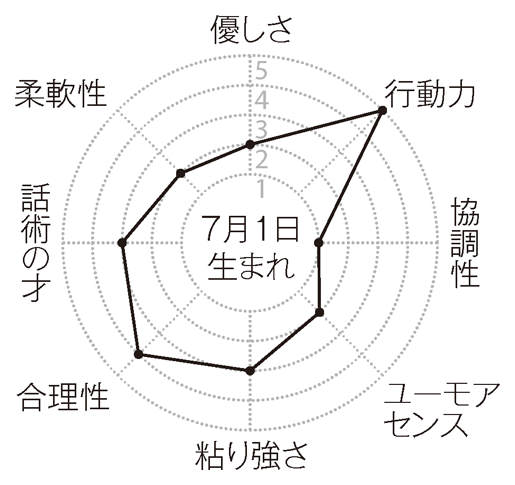 優しさ
行動力
協調性
ユーモア
センス
粘り強さ
合理性
話術の才
柔軟性
5
4
3
2
1
7月1日
生まれ